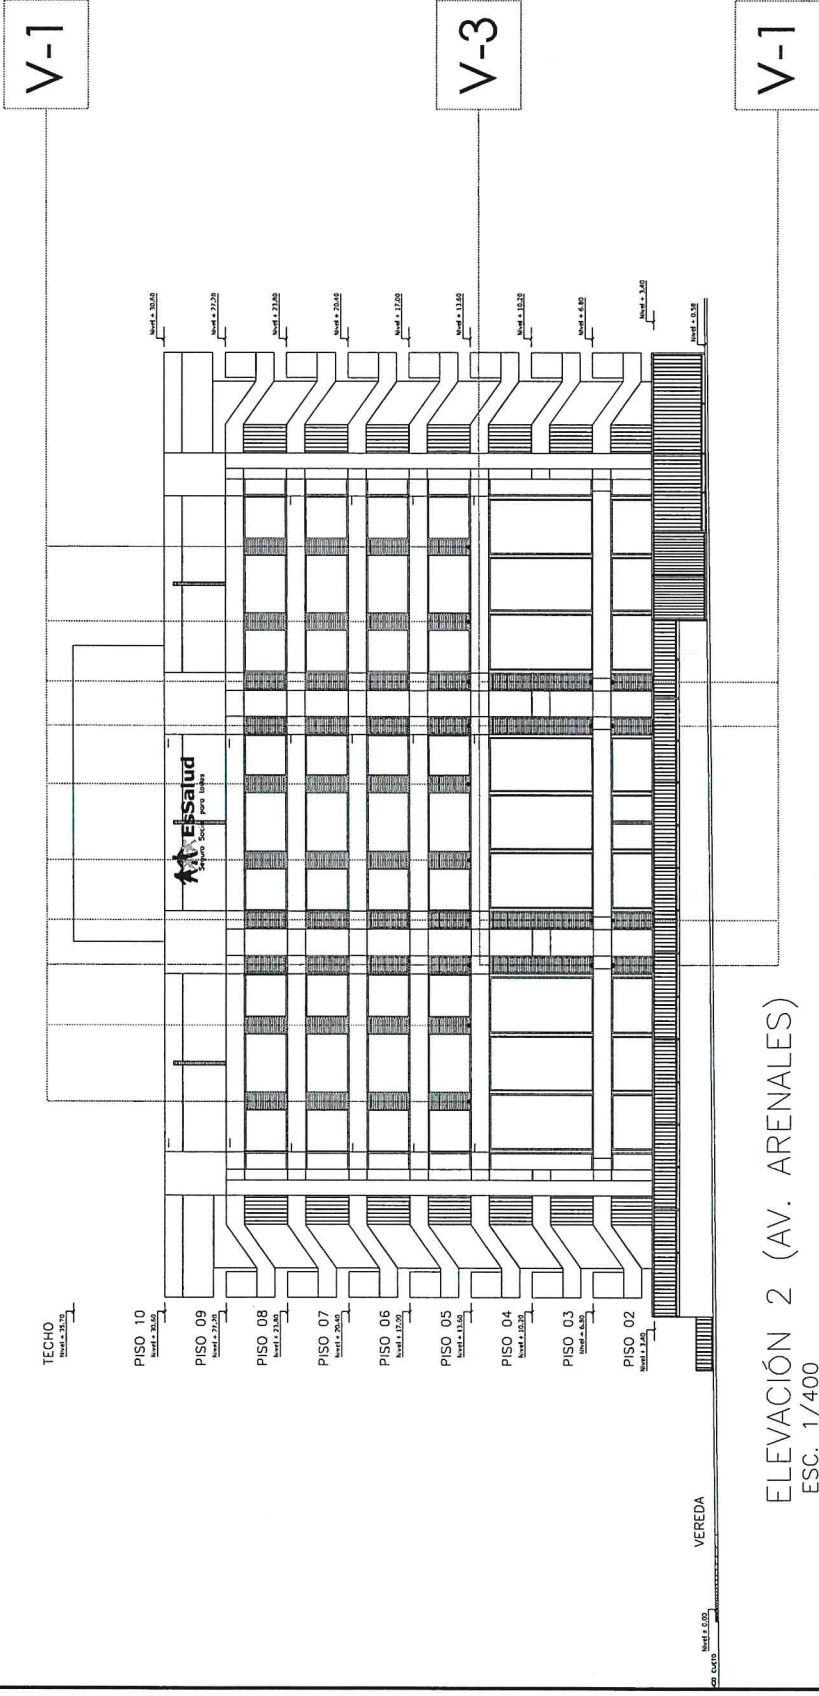 V-1
V-3
V-1
TECHO
Nivel + 35.70
PISO 10
Nivel + 30.60
PISO 09
Nivel + 27.20
PISO 08
Nivel + 23.80
PISO 07
Nivel + 20.40
PISO 06
Nivel + 17.00
PISO 05
Nivel + 13.60
PISO 04
Nivel + 10.20
PISO 03
Nivel + 6.80
PISO 02
Nivel + 3.40
EsSalud
Seguro Social para todos
Nivel + 30.60
Nivel + 27.20
Nivel + 23.80
Nivel + 20.40
Nivel + 17.00
Nivel + 13.60
Nivel + 10.20
Nivel + 6.80
Nivel + 3.40
Nivel + 0.58
VEREDA
Nivel ± 0.00
CUETO
ELEVACIÓN 2 (AV. ARENALES)
ESC. 1/400